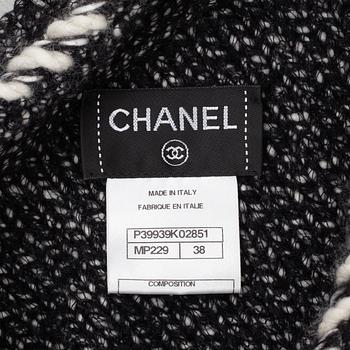 CHANEL
MADE IN ITALY
FABRIQUE EN ITALIE
P39939K02851
MP229 38
COMPOSITION